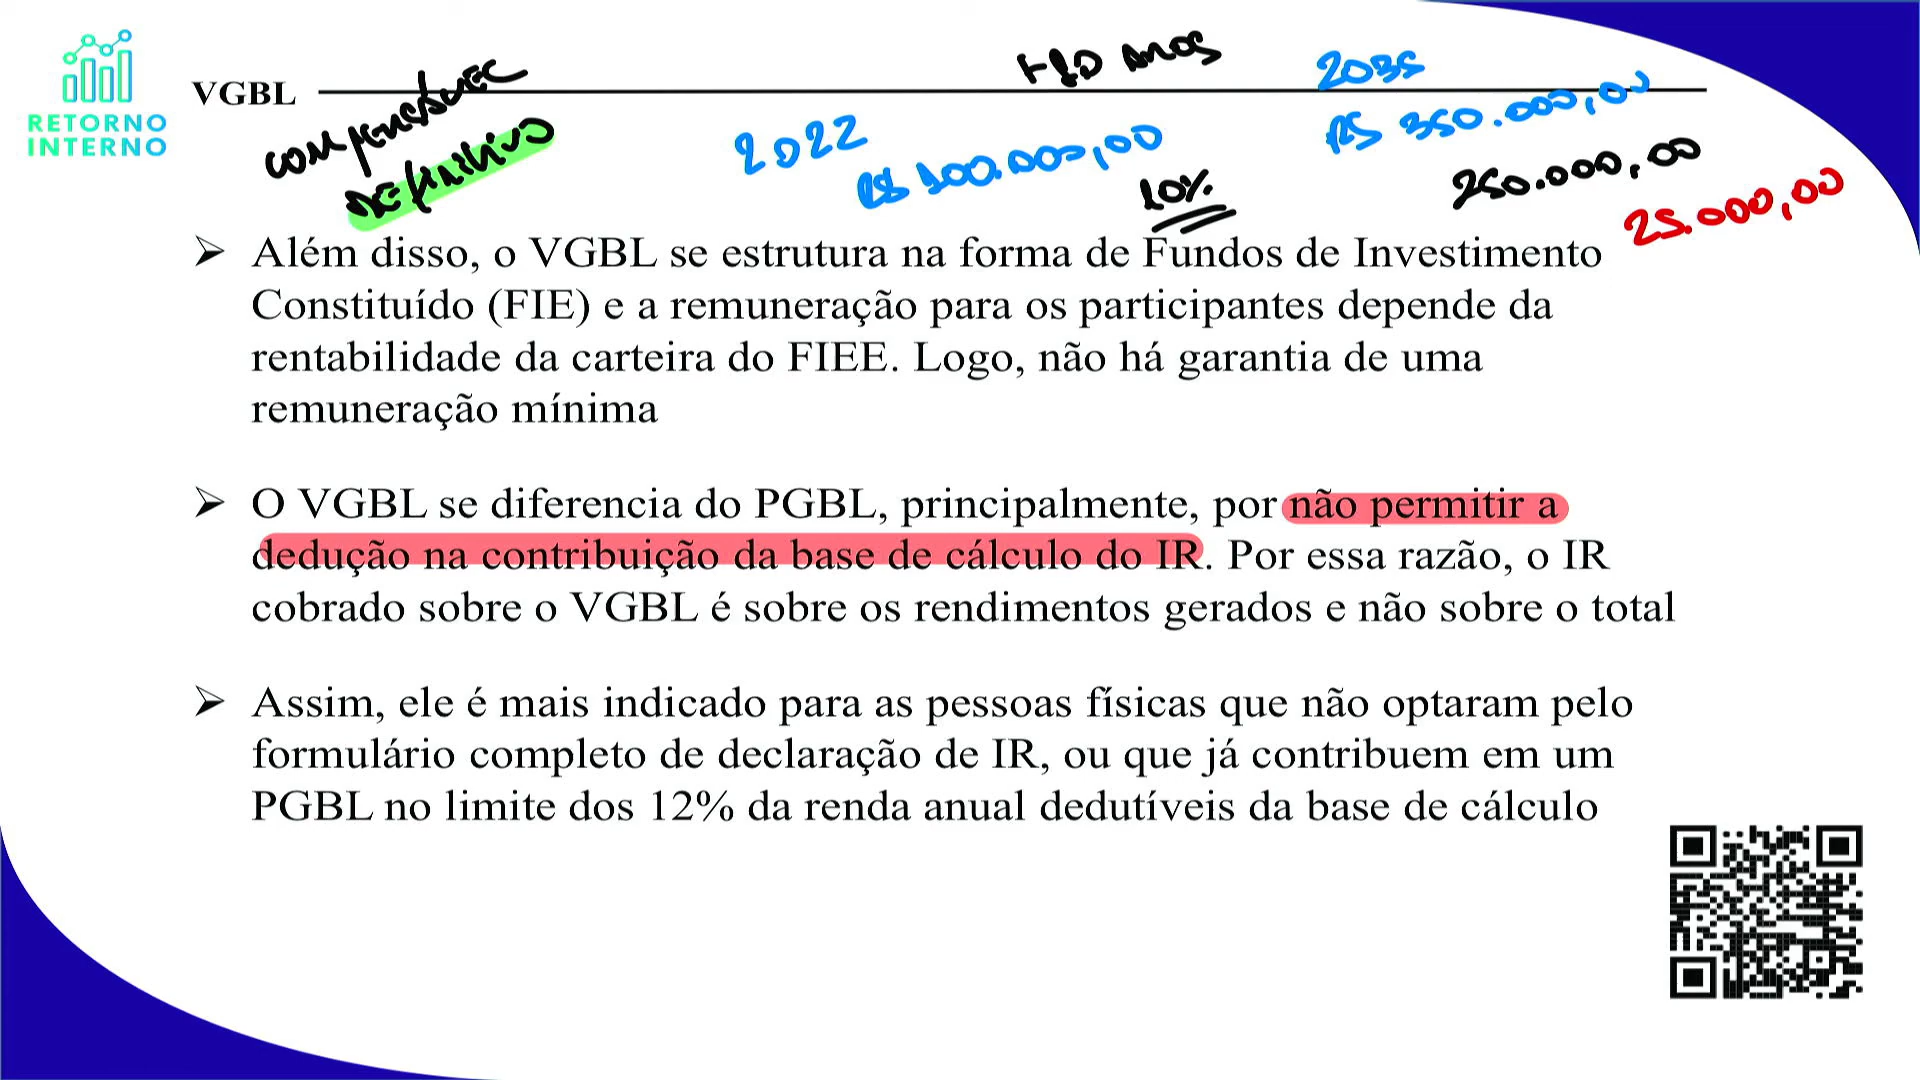 RETORNO
INTERNO
VGBL
compensável
definitivo
2022
R$ 100.000,00
+10 anos
10%
2035
R$ 350.000,00
250.000,00
25.000,00
Além disso, o VGBL se estrutura na forma de Fundos de Investimento
Constituído (FIE) e a remuneração para os participantes depende da
rentabilidade da carteira do FIEE. Logo, não há garantia de uma
remuneração mínima
O VGBL se diferencia do PGBL, principalmente, por não permitir a
dedução na contribuição da base de cálculo do IR. Por essa razão, o IR
cobrado sobre o VGBL é sobre os rendimentos gerados e não sobre o total
Assim, ele é mais indicado para as pessoas físicas que não optaram pelo
formulário completo de declaração de IR, ou que já contribuem em um
PGBL no limite dos 12% da renda anual dedutíveis da base de cálculo